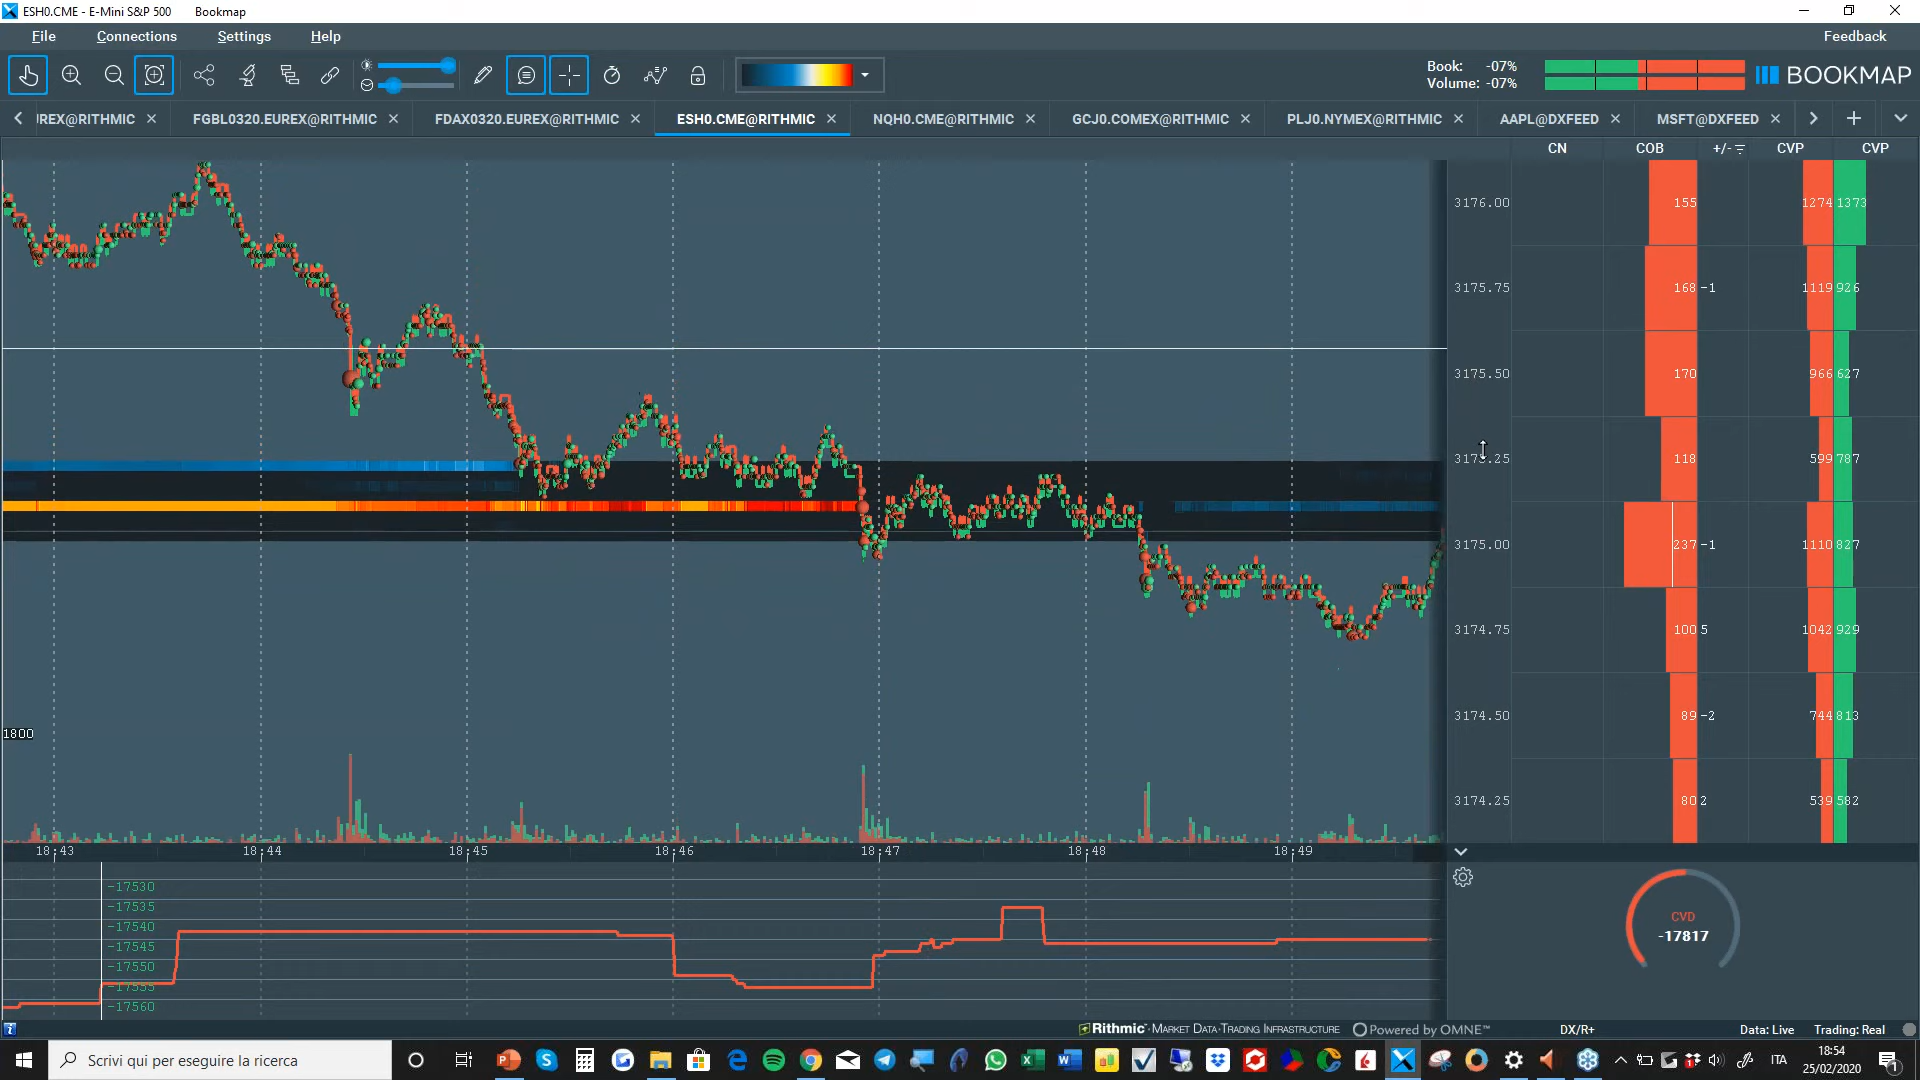 ESH0.CME - E-Mini S&P 500 Bookmap
File Connections Settings Help Feedback
Book: -07%
Volume: -07%
BOOKMAP
JREX@RITHMIC FGBL0320.EUREX@RITHMIC FDAX0320.EUREX@RITHMIC ESH0.CME@RITHMIC NQH0.CME@RITHMIC GCJ0.COMEX@RITHMIC PLJ0.NYMEX@RITHMIC AAPL@DXFEED MSFT@DXFEED
CN COB +/- CVP CVP
3176.00 155 1274 1373
3175.75 168 -1 1119 926
3175.50 170 966 627
3175.25 118 599 787
3175.00 237 -1 1110 827
3174.75 100 5 1042 929
3174.50 89 -2 744 813
3174.25 80 2 539 582
1800
18:43 18:44 18:45 18:46 18:47 18:48 18:49
-17530
-17535
-17540
-17545
-17550
-17555
-17560
CVD
-17817
Rithmic · MARKET DATA·TRADING INFRASTRUCTURE Powered by OMNE™ DX/R+ Data: Live Trading: Real
Scrivi qui per eseguire la ricerca
ITA
18:54
25/02/2020
1